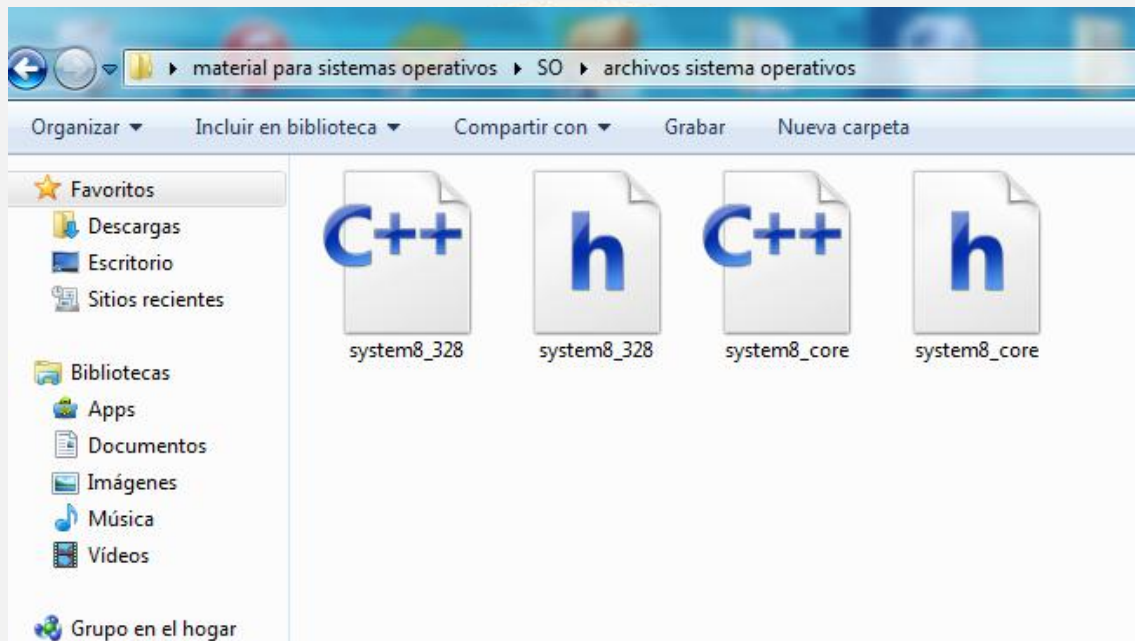 material para sistemas operativos SO archivos sistema operativos
Organizar Incluir en biblioteca Compartir con Grabar Nueva carpeta
Favoritos
Descargas
Escritorio
Sitios recientes
Bibliotecas
Apps
Documentos
Imágenes
Música
Vídeos
Grupo en el hogar
C++ h C++ h
system8_328 system8_328 system8_core system8_core